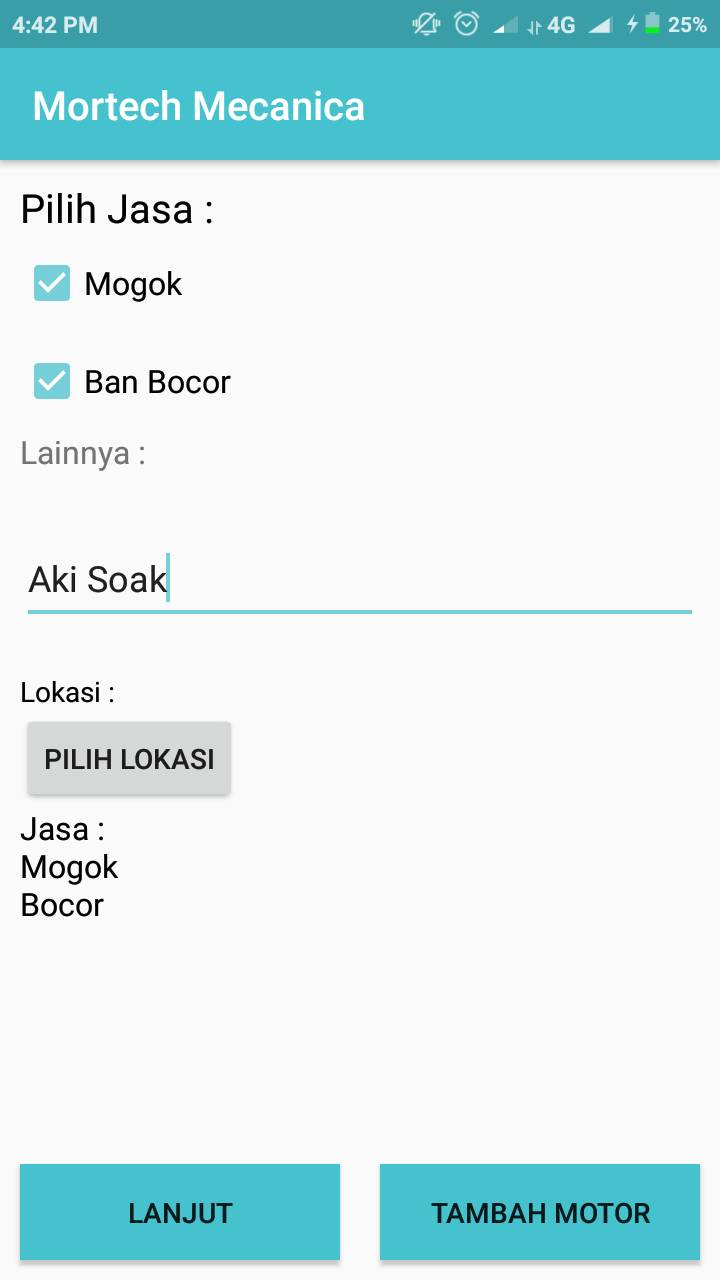 4:42 PM 4G 25%
Mortech Mecanica
Pilih Jasa :
Mogok
Ban Bocor
Lainnya :
Aki Soak
Lokasi :
PILIH LOKASI
Jasa :
Mogok
Bocor
LANJUT TAMBAH MOTOR